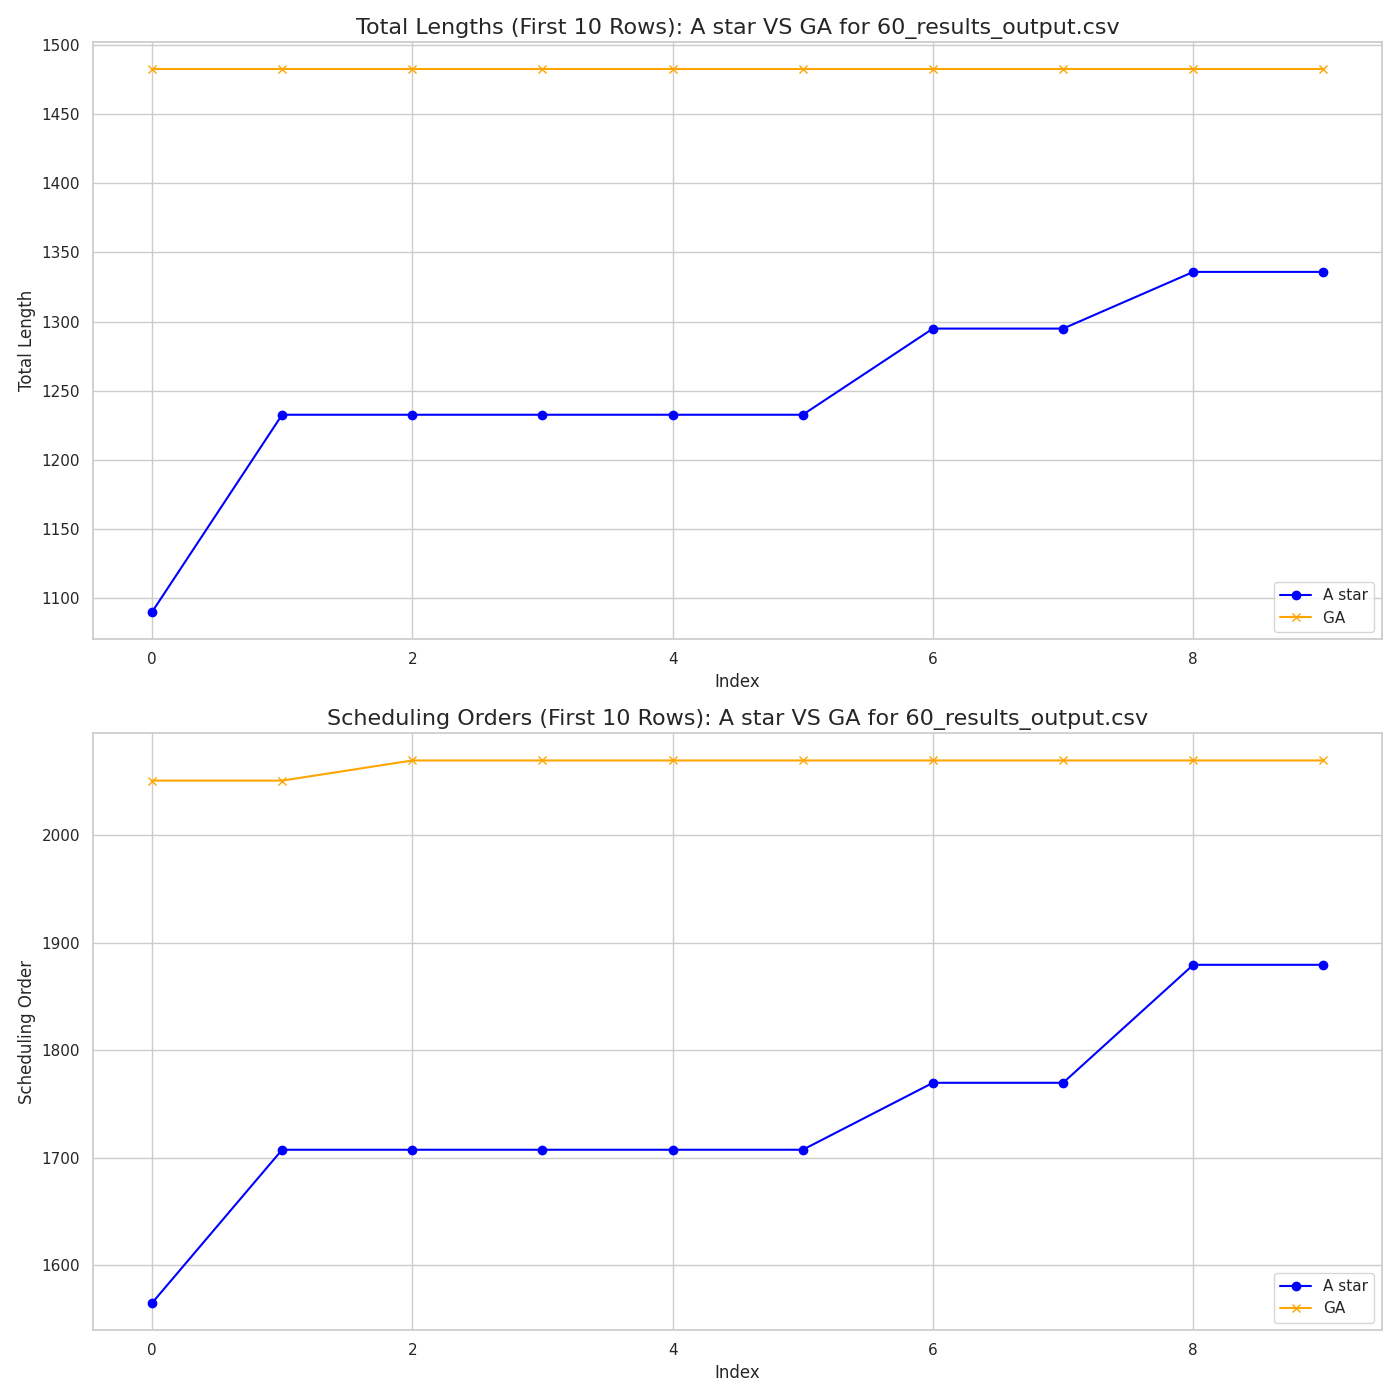 Total Lengths (First 10 Rows): A star VS GA for 60_results_output.csv
1500
1450
1400
1350
1300
1250
1200
1150
1100
Total Length
A star
GA
0 2 4 6 8
Index
Scheduling Orders (First 10 Rows): A star VS GA for 60_results_output.csv
2000
1900
1800
1700
1600
Scheduling Order
A star
GA
0 2 4 6 8
Index